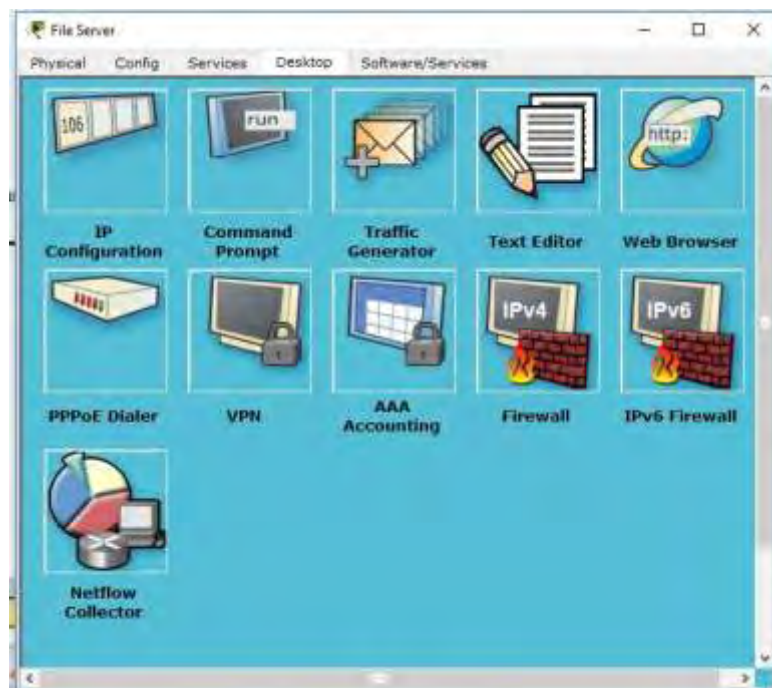 File Server
Physical Config Services Desktop Software/Services
106
run
http:
IP
Configuration
Command
Prompt
Traffic
Generator
Text Editor
Web Browser
IPv4
IPv6
PPPoE Dialer
VPN
AAA
Accounting
Firewall
IPv6 Firewall
Netflow
Collector